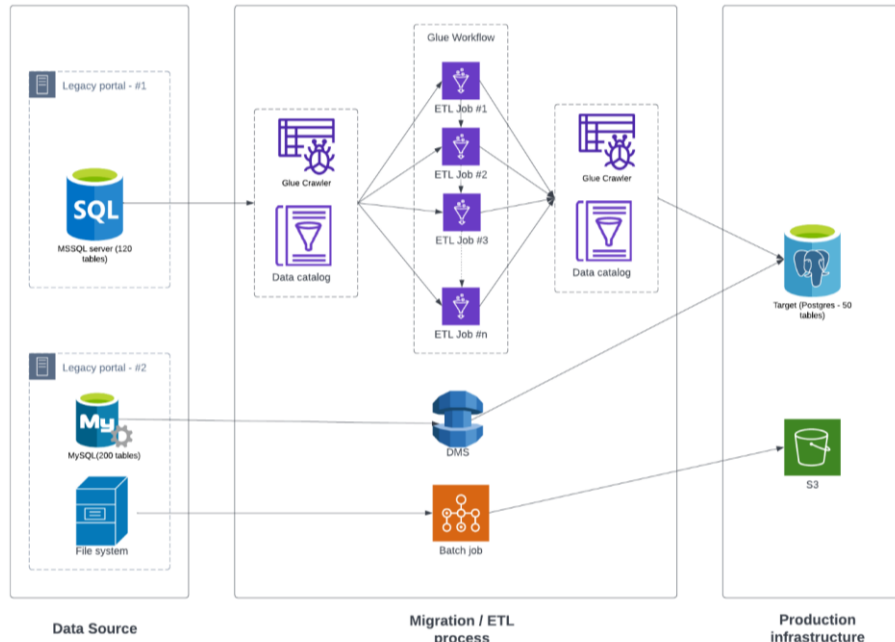 Legacy portal - #1
SQL
MSSQL server (120
tables)
Legacy portal - #2
My
MySQL(200 tables)
File system
Data Source
Glue Crawler
Data catalog
Glue Workflow
ETL Job #1
ETL Job #2
ETL Job #3
ETL Job #n
Glue Crawler
Data catalog
DMS
Batch job
Migration / ETL
process
Target (Postgres - 50
tables)
S3
Production
infrastructure